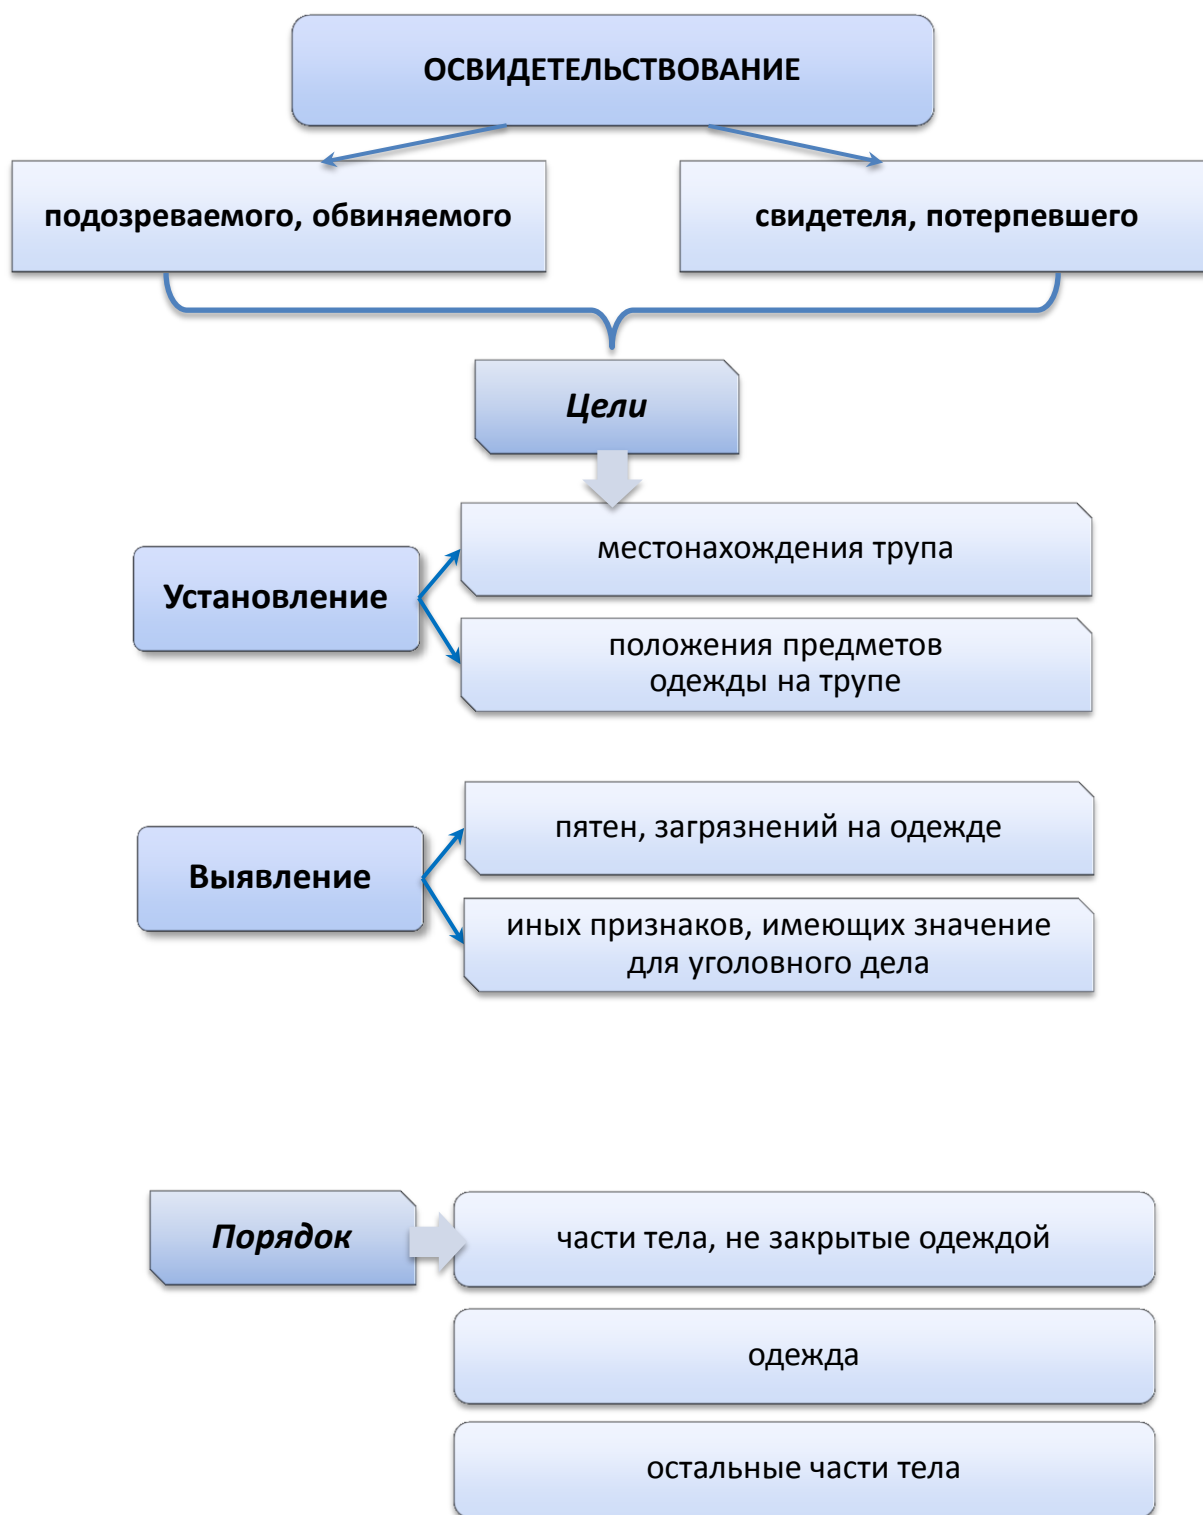 ОСВИДЕТЕЛЬСТВОВАНИЕ
подозреваемого, обвиняемого
свидетеля, потерпевшего
Цели
Установление
местонахождения трупа
положения предметов
одежды на трупе
Выявление
пятен, загрязнений на одежде
иных признаков, имеющих значение
для уголовного дела
Порядок
части тела, не закрытые одеждой
одежда
остальные части тела